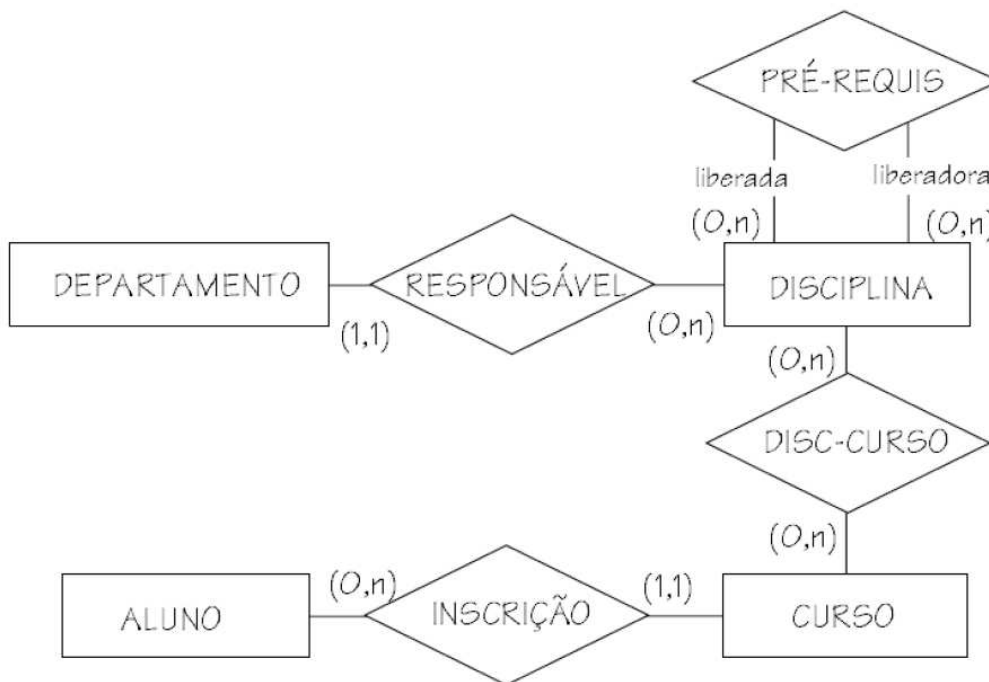 PRÉ-REQUIS
liberada
liberadora
(0,n)
(0,n)
DEPARTAMENTO
RESPONSÁVEL
DISCIPLINA
(1,1)
(0,n)
(0,n)
DISC-CURSO
(0,n)
(0,n)
(1,1)
ALUNO
INSCRIÇÃO
CURSO